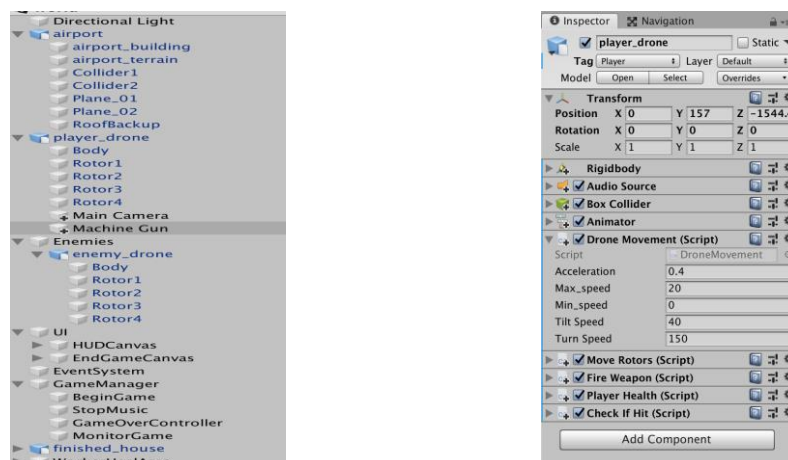 Directional Light
airport
airport_building
airport_terrain
Collider1
Collider2
Plane_01
Plane_02
RoofBackup
player_drone
Body
Rotor1
Rotor2
Rotor3
Rotor4
Main Camera
Machine Gun
Enemies
enemy_drone
Body
Rotor1
Rotor2
Rotor3
Rotor4
UI
HUDCanvas
EndGameCanvas
EventSystem
GameManager
BeginGame
StopMusic
GameOverController
MonitorGame
finished_house
Inspector Navigation
player_drone Static
Tag Player Layer Default
Model Open Select Overrides
Transform
Position X 0 Y 157 Z -1544.
Rotation X 0 Y 0 Z 0
Scale X 1 Y 1 Z 1
Rigidbody
Audio Source
Box Collider
Animator
Drone Movement (Script)
Script DroneMovement
Acceleration 0.4
Max_speed 20
Min_speed 0
Tilt Speed 40
Turn Speed 150
Move Rotors (Script)
Fire Weapon (Script)
Player Health (Script)
Check If Hit (Script)
Add Component